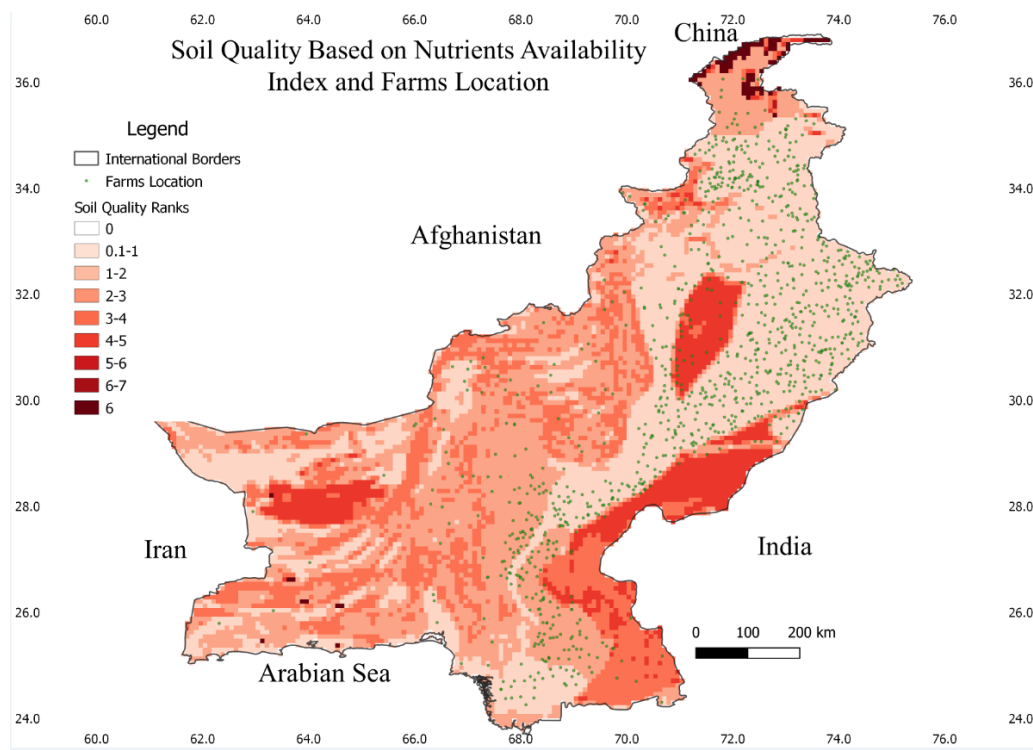 60.0 62.0 64.0 66.0 68.0 70.0 72.0 74.0 76.0
China
Soil Quality Based on Nutrients Availability
Index and Farms Location
36.0 36.0
Legend
International Borders
Farms Location
Soil Quality Ranks
0
0.1-1
1-2
2-3
3-4
4-5
5-6
6-7
6
34.0 34.0
Afghanistan
32.0 32.0
30.0 30.0
28.0 28.0
Iran
India
26.0 26.0
0 100 200 km
Arabian Sea
24.0 24.0
60.0 62.0 64.0 66.0 68.0 70.0 72.0 74.0 76.0